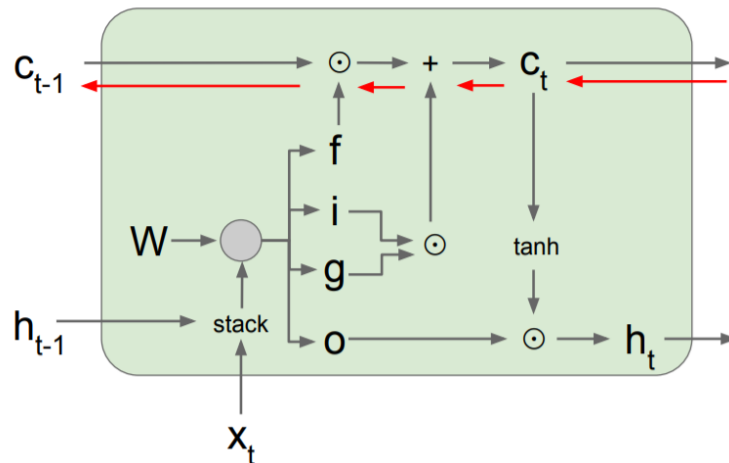 c_{t-1} ⊙ + c_t
f
i
W ⊙ tanh
g
h_{t-1} stack o ⊙ h_t
x_t